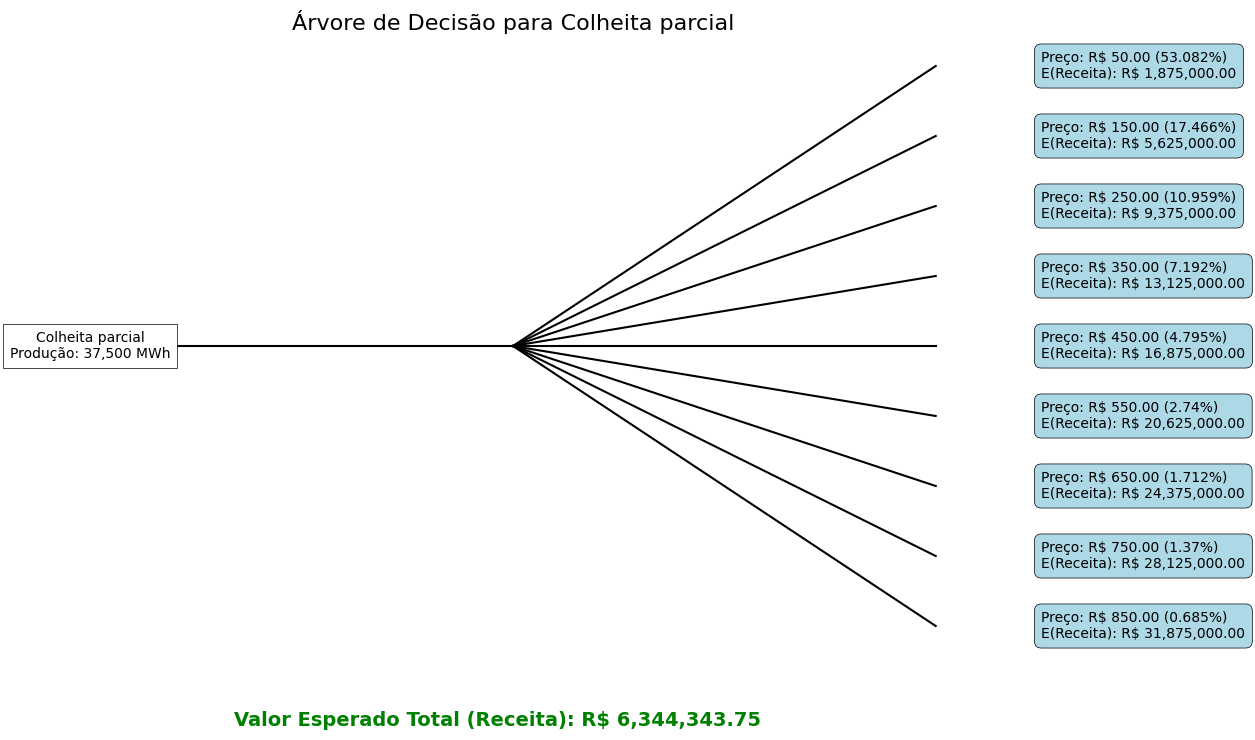 Árvore de Decisão para Colheita parcial
Preço: R$ 50.00 (53.082%)
E(Receita): R$ 1,875,000.00
Preço: R$ 150.00 (17.466%)
E(Receita): R$ 5,625,000.00
Preço: R$ 250.00 (10.959%)
E(Receita): R$ 9,375,000.00
Preço: R$ 350.00 (7.192%)
E(Receita): R$ 13,125,000.00
Colheita parcial
Produção: 37,500 MWh
Preço: R$ 450.00 (4.795%)
E(Receita): R$ 16,875,000.00
Preço: R$ 550.00 (2.74%)
E(Receita): R$ 20,625,000.00
Preço: R$ 650.00 (1.712%)
E(Receita): R$ 24,375,000.00
Preço: R$ 750.00 (1.37%)
E(Receita): R$ 28,125,000.00
Preço: R$ 850.00 (0.685%)
E(Receita): R$ 31,875,000.00
Valor Esperado Total (Receita): R$ 6,344,343.75